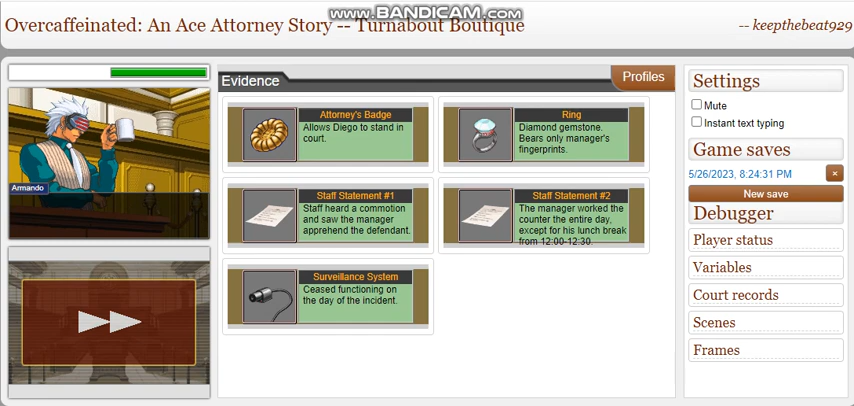 www.BANDICAM.com
Overcaffeinated: An Ace Attorney Story -- Turnabout Boutique
-- keepthebeat929
Armando
Evidence
Profiles
Attorney's Badge
Allows Diego to stand in
court.
Ring
Diamond gemstone.
Bears only manager's
fingerprints.
Staff Statement #1
Staff heard a commotion
and saw the manager
apprehend the defendant.
Staff Statement #2
The manager worked the
counter the entire day,
except for his lunch break
from 12:00-12:30.
Surveillance System
Ceased functioning on
the day of the incident.
Settings
Mute
Instant text typing
Game saves
5/26/2023, 8:24:31 PM
×
New save
Debugger
Player status
Variables
Court records
Scenes
Frames